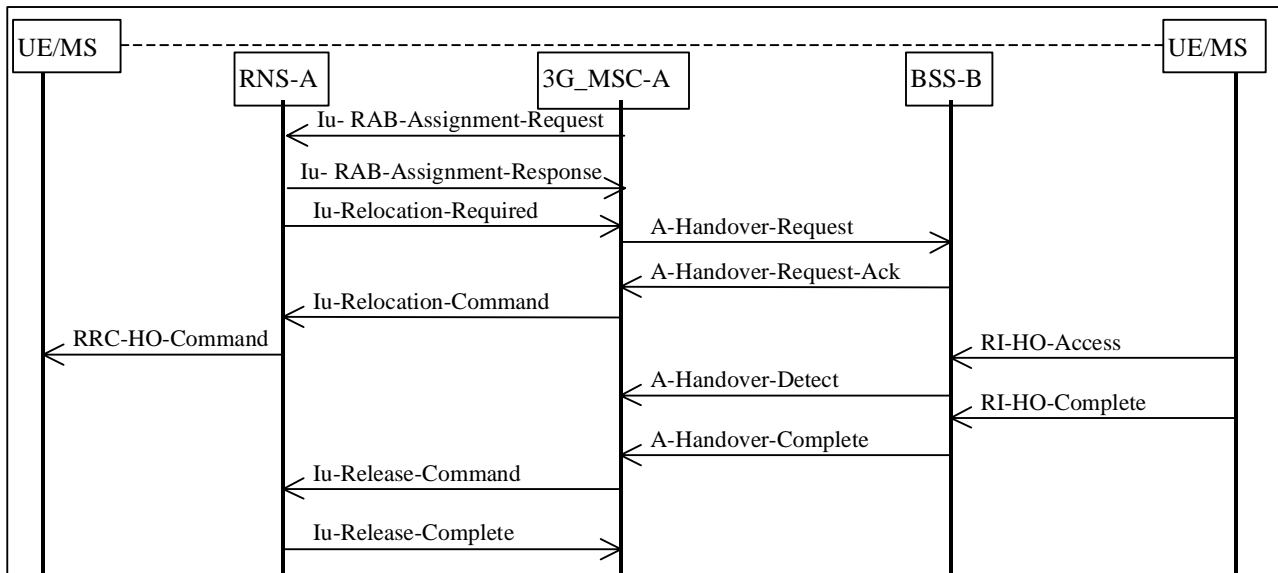 UE/MS
UE/MS
RNS-A
3G_MSC-A
BSS-B
Iu- RAB-Assignment-Request
Iu- RAB-Assignment-Response
Iu-Relocation-Required
A-Handover-Request
A-Handover-Request-Ack
Iu-Relocation-Command
RRC-HO-Command
RI-HO-Access
A-Handover-Detect
RI-HO-Complete
A-Handover-Complete
Iu-Release-Command
Iu-Release-Complete